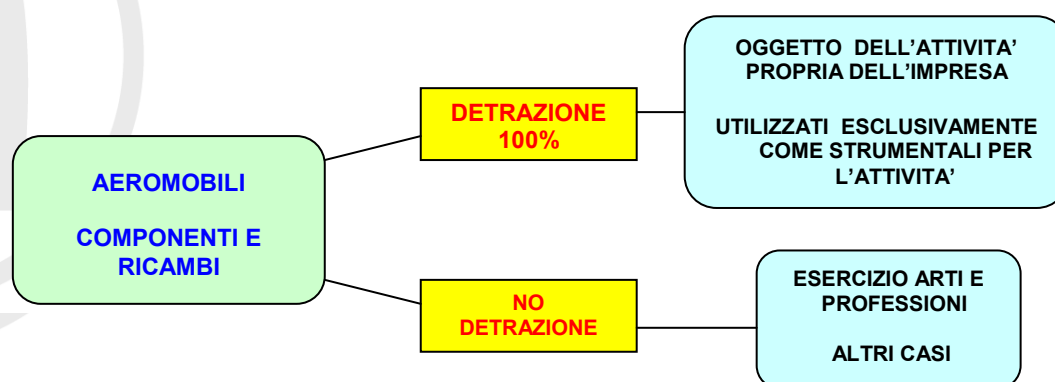 AEROMOBILI
COMPONENTI E
RICAMBI
DETRAZIONE
100%
OGGETTO DELL’ATTIVITA’
PROPRIA DELL’IMPRESA
UTILIZZATI ESCLUSIVAMENTE
COME STRUMENTALI PER
L’ATTIVITA’
NO
DETRAZIONE
ESERCIZIO ARTI E
PROFESSIONI
ALTRI CASI